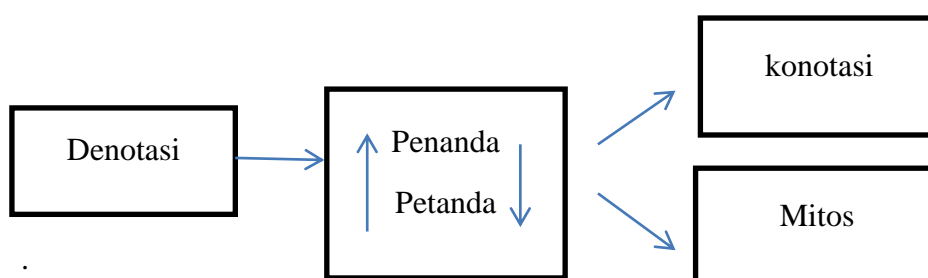 Denotasi
Penanda
Petanda
konotasi
Mitos
.